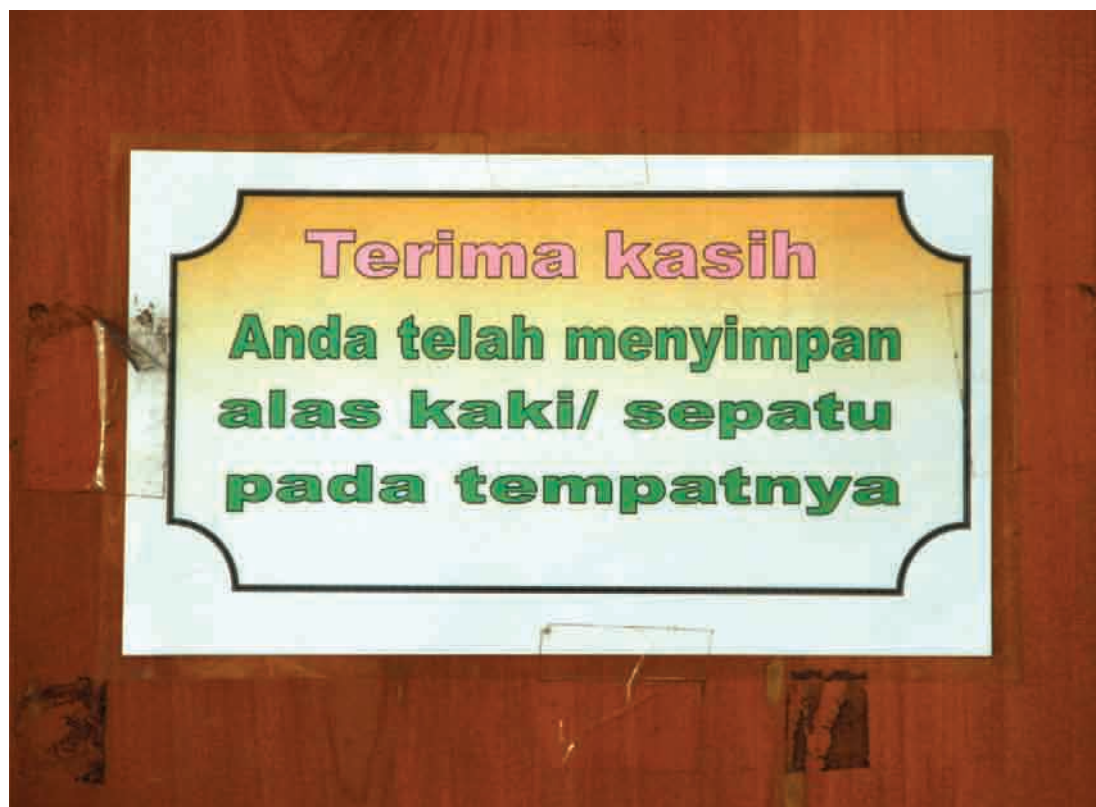 Terima kasih
Anda telah menyimpan
alas kaki/ sepatu
pada tempatnya